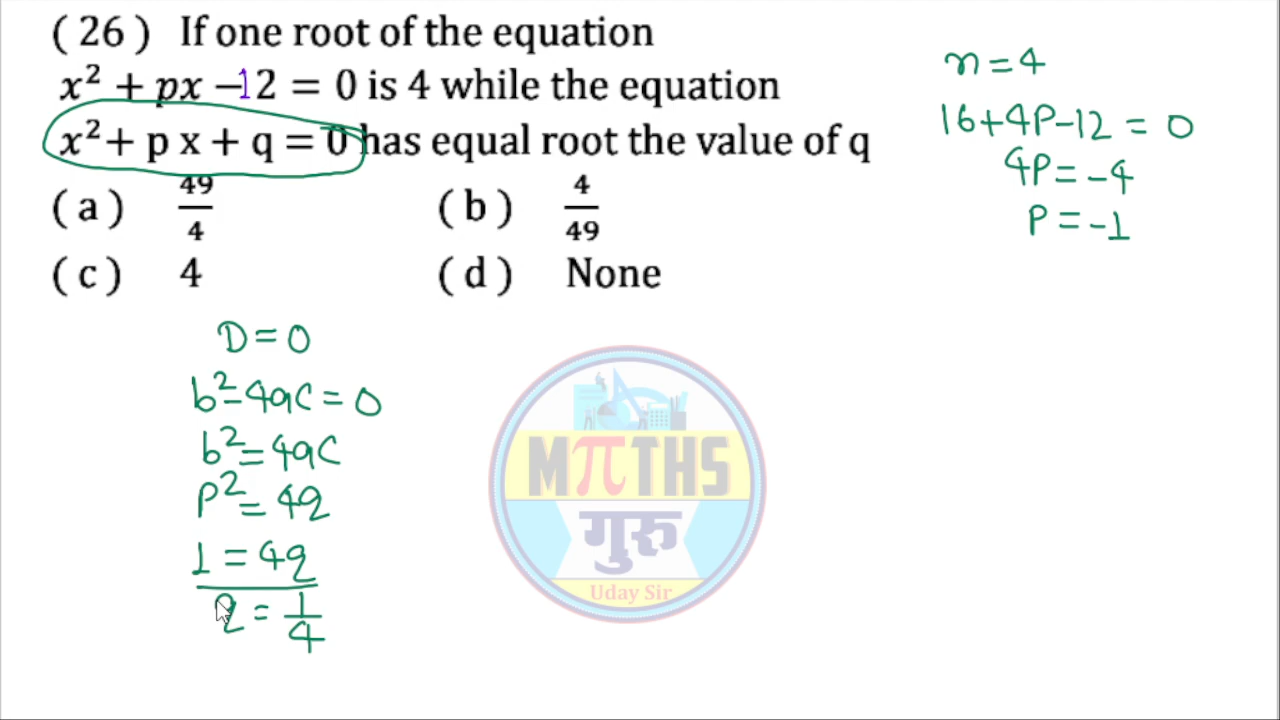 ( 26 ) If one root of the equation
x² + px −12 = 0 is 4 while the equation
x² + p x + q = 0 has equal root the value of q
( a ) 49/4 ( b ) 4/49
( c ) 4 ( d ) None
x = 4
16+4P−12 = 0
4P = −4
P = −1
D = 0
b²−4ac = 0
b² = 4ac
P² = 4q
1 = 4q
q = 1/4
MπTHS
गुरु
Uday Sir